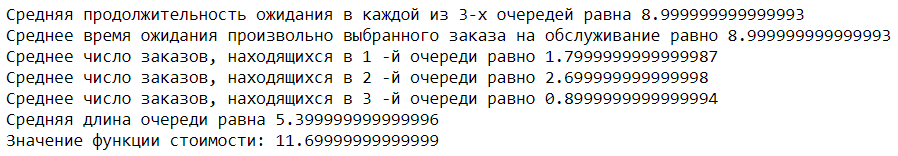 Средняя продолжительность ожидания в каждой из 3-х очередей равна 8.999999999999993
Среднее время ожидания произвольно выбранного заказа на обслуживание равно 8.999999999999993
Среднее число заказов, находящихся в 1 -й очереди равно 1.7999999999999987
Среднее число заказов, находящихся в 2 -й очереди равно 2.699999999999998
Среднее число заказов, находящихся в 3 -й очереди равно 0.8999999999999994
Средняя длина очереди равна 5.399999999999996
Значение функции стоимости: 11.69999999999999